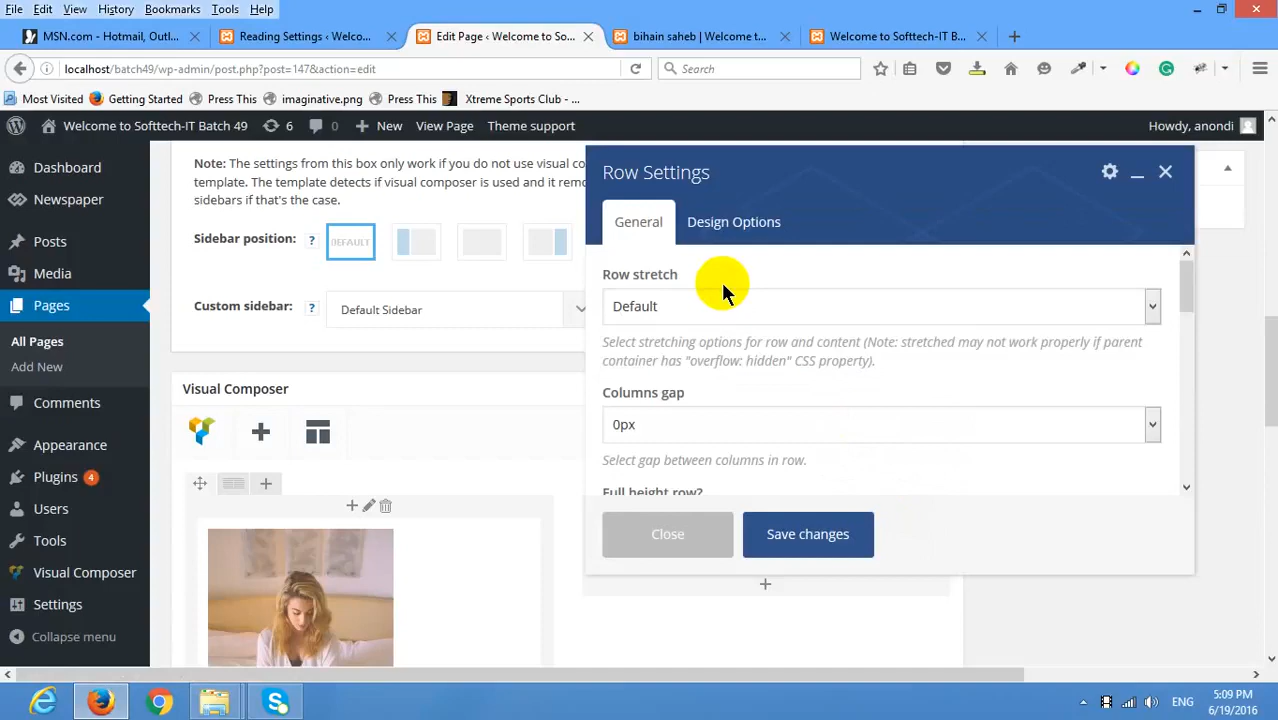 File Edit View History Bookmarks Tools Help
MSN.com - Hotmail, Outl...
Reading Settings ‹ Welco...
Edit Page ‹ Welcome to So...
bihain saheb | Welcome t...
Welcome to Softtech-IT B...
localhost/batch49/wp-admin/post.php?post=147&action=edit
Search
Most Visited Getting Started Press This imaginative.png Press This Xtreme Sports Club - ...
Welcome to Softtech-IT Batch 49 6 0 New View Page Theme support Howdy, anondi
Dashboard
Newspaper
Posts
Media
Pages
All Pages
Add New
Comments
Appearance
Plugins 4
Users
Tools
Visual Composer
Settings
Collapse menu
Note: The settings from this box only work if you do not use visual co
template. The template detects if visual composer is used and it remo
sidebars if that's the case.
Sidebar position: ? DEFAULT
Custom sidebar: ? Default Sidebar
Visual Composer
Row Settings
General Design Options
Row stretch
Default
Select stretching options for row and content (Note: stretched may not work properly if parent
container has "overflow: hidden" CSS property).
Columns gap
0px
Select gap between columns in row.
Full height row?
Close Save changes
ENG
5:09 PM
6/19/2016